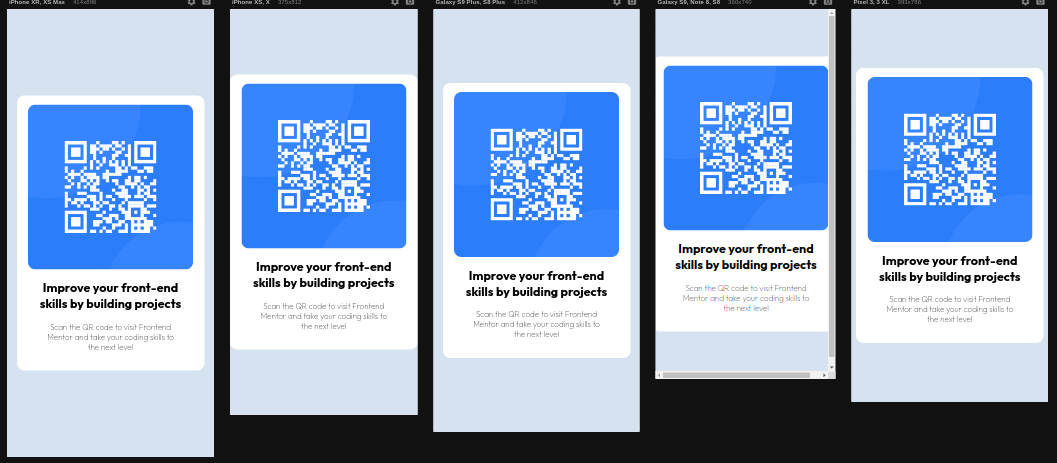 iPhone XR, XS Max 414x896
Improve your front-end
skills by building projects
Scan the QR code to visit Frontend
Mentor and take your coding skills to
the next level
iPhone XS, X 375x812
Improve your front-end
skills by building projects
Scan the QR code to visit Frontend
Mentor and take your coding skills to
the next level
Galaxy S9 Plus, S8 Plus 412x846
Improve your front-end
skills by building projects
Scan the QR code to visit Frontend
Mentor and take your coding skills to
the next level
Galaxy S9, Note 8, S8 360x740
Improve your front-end
skills by building projects
Scan the QR code to visit Frontend
Mentor and take your coding skills to
the next level
Pixel 3, 3 XL 393x786
Improve your front-end
skills by building projects
Scan the QR code to visit Frontend
Mentor and take your coding skills to
the next level